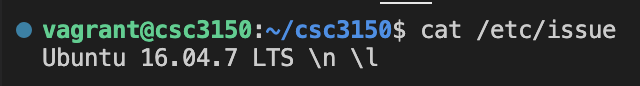 vagrant@csc3150:~/csc3150$ cat /etc/issue
Ubuntu 16.04.7 LTS \n \l